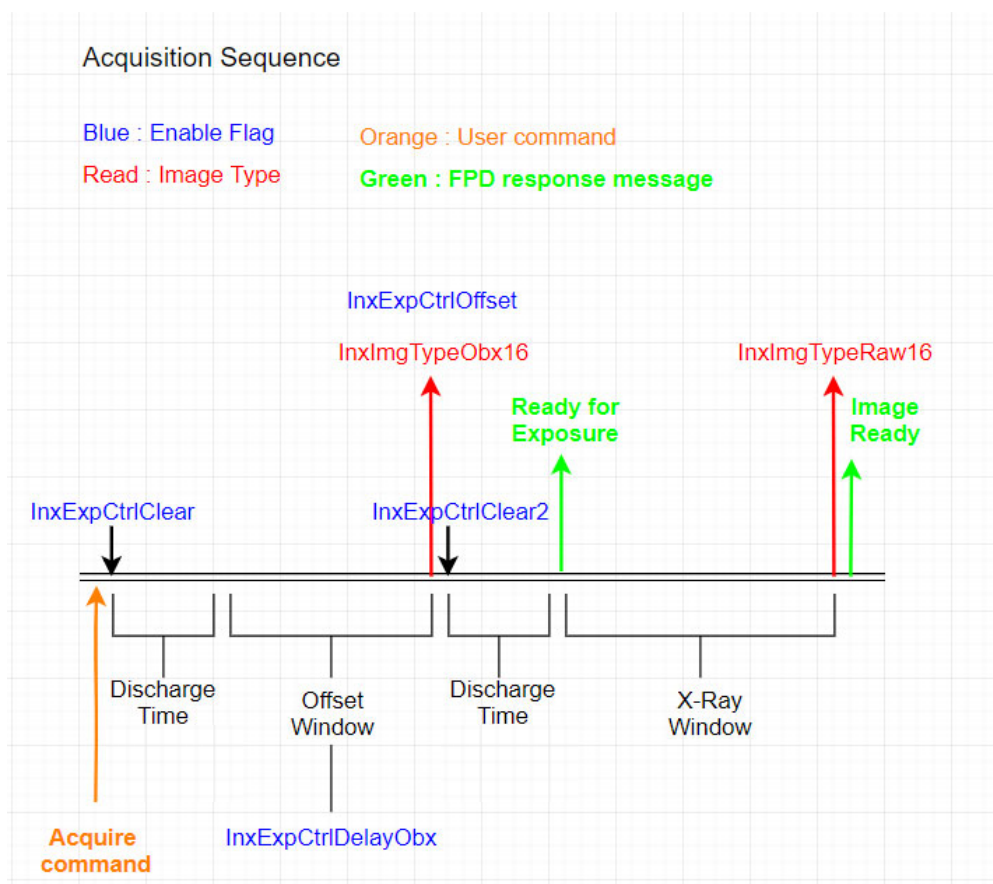 Acquisition Sequence
Blue : Enable Flag
Orange : User command
Read : Image Type
Green : FPD response message
InxExpCtrlOffset
InxImgTypeObx16
InxImgTypeRaw16
Ready for
Exposure
Image
Ready
InxExpCtrlClear
InxExpCtrlClear2
Discharge
Time
Offset
Window
Discharge
Time
X-Ray
Window
Acquire
command
InxExpCtrlDelayObx